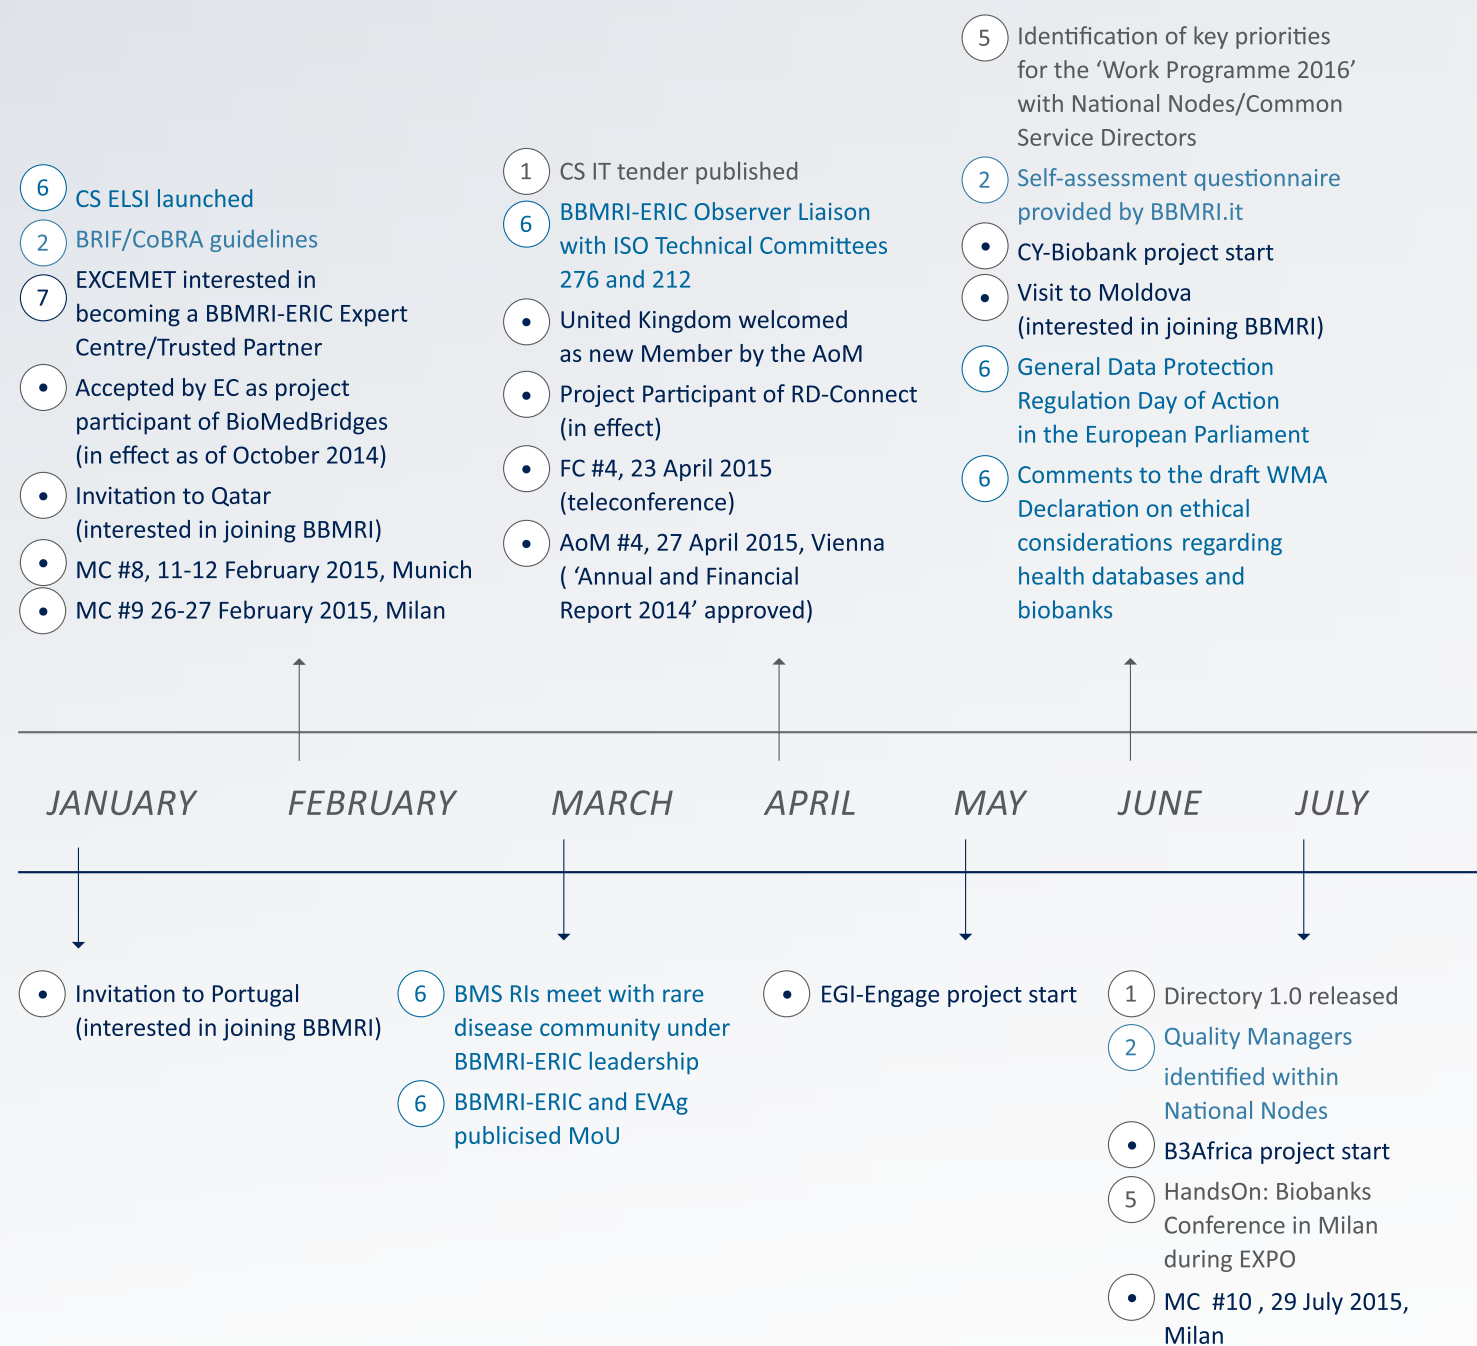 6
CS ELSI launched
2
BRIF/CoBRA guidelines
7
EXCEMET interested in
becoming a BBMRI-ERIC Expert
Centre/Trusted Partner
• Accepted by EC as project
participant of BioMedBridges
(in effect as of October 2014)
• Invitation to Qatar
(interested in joining BBMRI)
• MC #8, 11-12 February 2015, Munich
• MC #9 26-27 February 2015, Milan
1
CS IT tender published
6
BBMRI-ERIC Observer Liaison
with ISO Technical Committees
276 and 212
• United Kingdom welcomed
as new Member by the AoM
• Project Participant of RD-Connect
(in effect)
• FC #4, 23 April 2015
(teleconference)
• AoM #4, 27 April 2015, Vienna
( ‘Annual and Financial
Report 2014’ approved)
5
Identification of key priorities
for the ‘Work Programme 2016’
with National Nodes/Common
Service Directors
2
Self-assessment questionnaire
provided by BBMRI.it
• CY-Biobank project start
• Visit to Moldova
(interested in joining BBMRI)
6
General Data Protection
Regulation Day of Action
in the European Parliament
6
Comments to the draft WMA
Declaration on ethical
considerations regarding
health databases and
biobanks
JANUARY FEBRUARY MARCH APRIL MAY JUNE JULY
• Invitation to Portugal
(interested in joining BBMRI)
6
BMS RIs meet with rare
disease community under
BBMRI-ERIC leadership
6
BBMRI-ERIC and EVAg
publicised MoU
• EGI-Engage project start
1
Directory 1.0 released
2
Quality Managers
identified within
National Nodes
• B3Africa project start
5
HandsOn: Biobanks
Conference in Milan
during EXPO
• MC #10 , 29 July 2015,
Milan